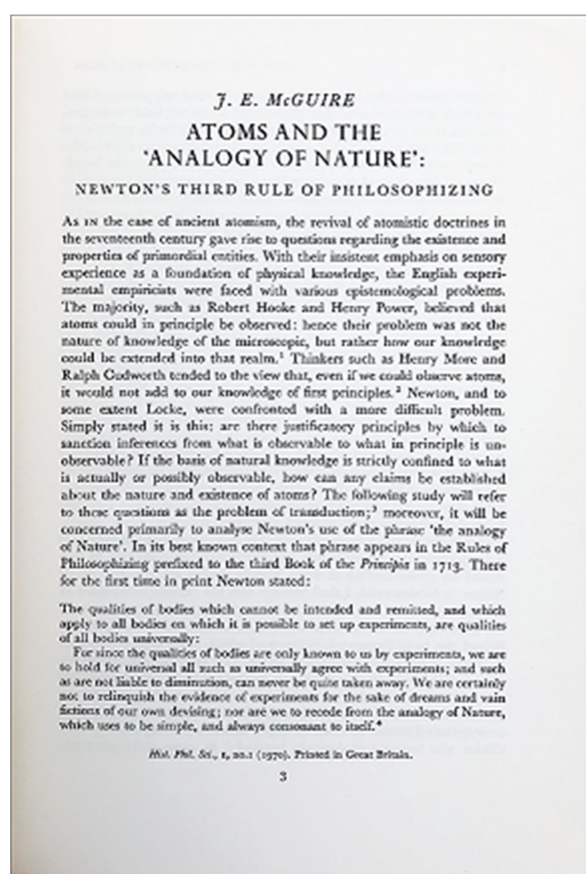 J. E. McGUIRE
ATOMS AND THE
'ANALOGY OF NATURE':
NEWTON'S THIRD RULE OF PHILOSOPHIZING
As in the case of ancient atomism, the revival of atomistic doctrines in
the seventeenth century gave rise to questions regarding the existence and
properties of primordial entities. With their insistent emphasis on sensory
experience as a foundation of physical knowledge, the English experi-
mental empiricists were faced with various epistemological problems.
The majority, such as Robert Hooke and Henry Power, believed that
atoms could in principle be observed: hence their problem was not the
nature of knowledge of the microscopic, but rather how our knowledge
could be extended into that realm.¹ Thinkers such as Henry More and
Ralph Cudworth tended to the view that, even if we could observe atoms,
it would not add to our knowledge of first principles.² Newton, and to
some extent Locke, were confronted with a more difficult problem.
Simply stated it is this: are there justificatory principles by which to
sanction inferences from what is observable to what in principle is un-
observable? If the basis of natural knowledge is strictly confined to what
is actually or possibly observable, how can any claims be established
about the nature and existence of atoms? The following study will refer
to these questions as the problem of transduction;³ moreover, it will be
concerned primarily to analyse Newton's use of the phrase 'the analogy
of Nature'. In its best known context that phrase appears in the Rules of
Philosophizing prefixed to the third Book of the Principia in 1713. There
for the first time in print Newton stated:
The qualities of bodies which cannot be intended and remitted, and which
apply to all bodies on which it is possible to set up experiments, are qualities
of all bodies universally:
For since the qualities of bodies are only known to us by experiments, we are
to hold for universal all such as universally agree with experiments; and such
as are not liable to diminution, can never be quite taken away. We are certainly
not to relinquish the evidence of experiments for the sake of dreams and vain
fictions of our own devising; nor are we to recede from the analogy of Nature,
which uses to be simple, and always consonant to itself.⁴
Hist. Phil. Sci., 1, no.1 (1970). Printed in Great Britain.
3